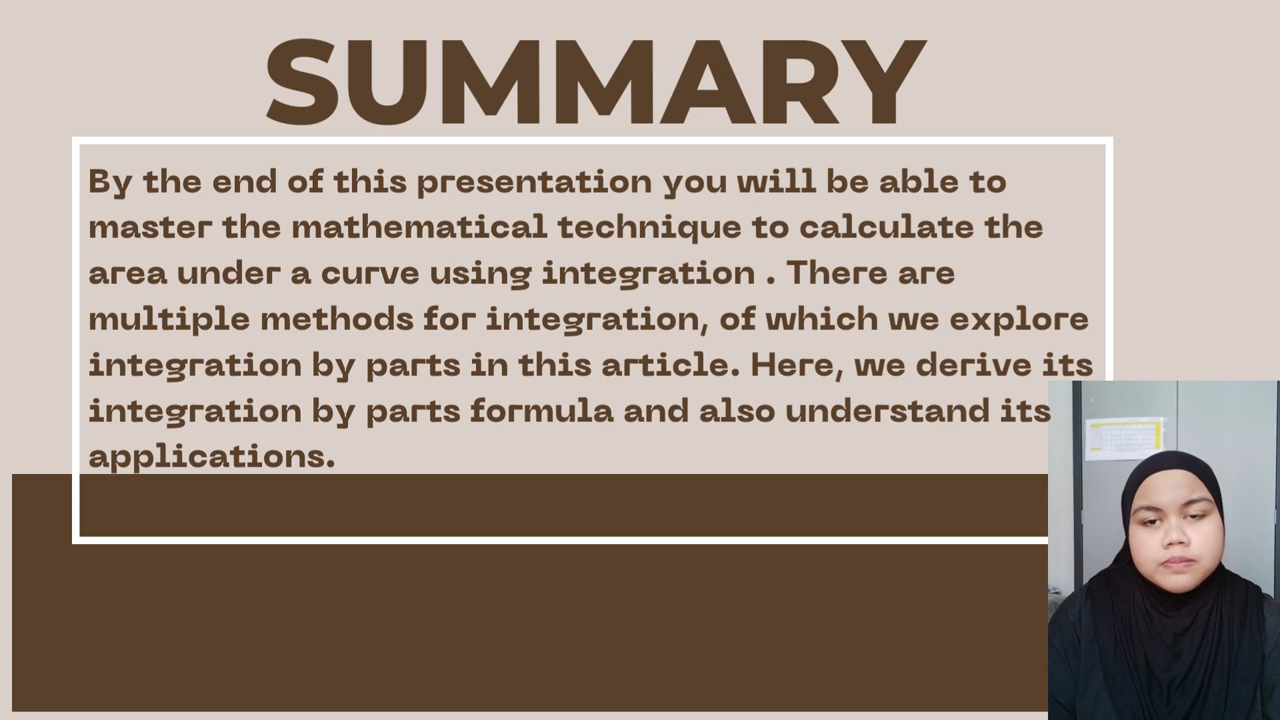 SUMMARY
By the end of this presentation you will be able to
master the mathematical technique to calculate the
area under a curve using integration . There are
multiple methods for integration, of which we explore
integration by parts in this article. Here, we derive its
integration by parts formula and also understand its
applications.